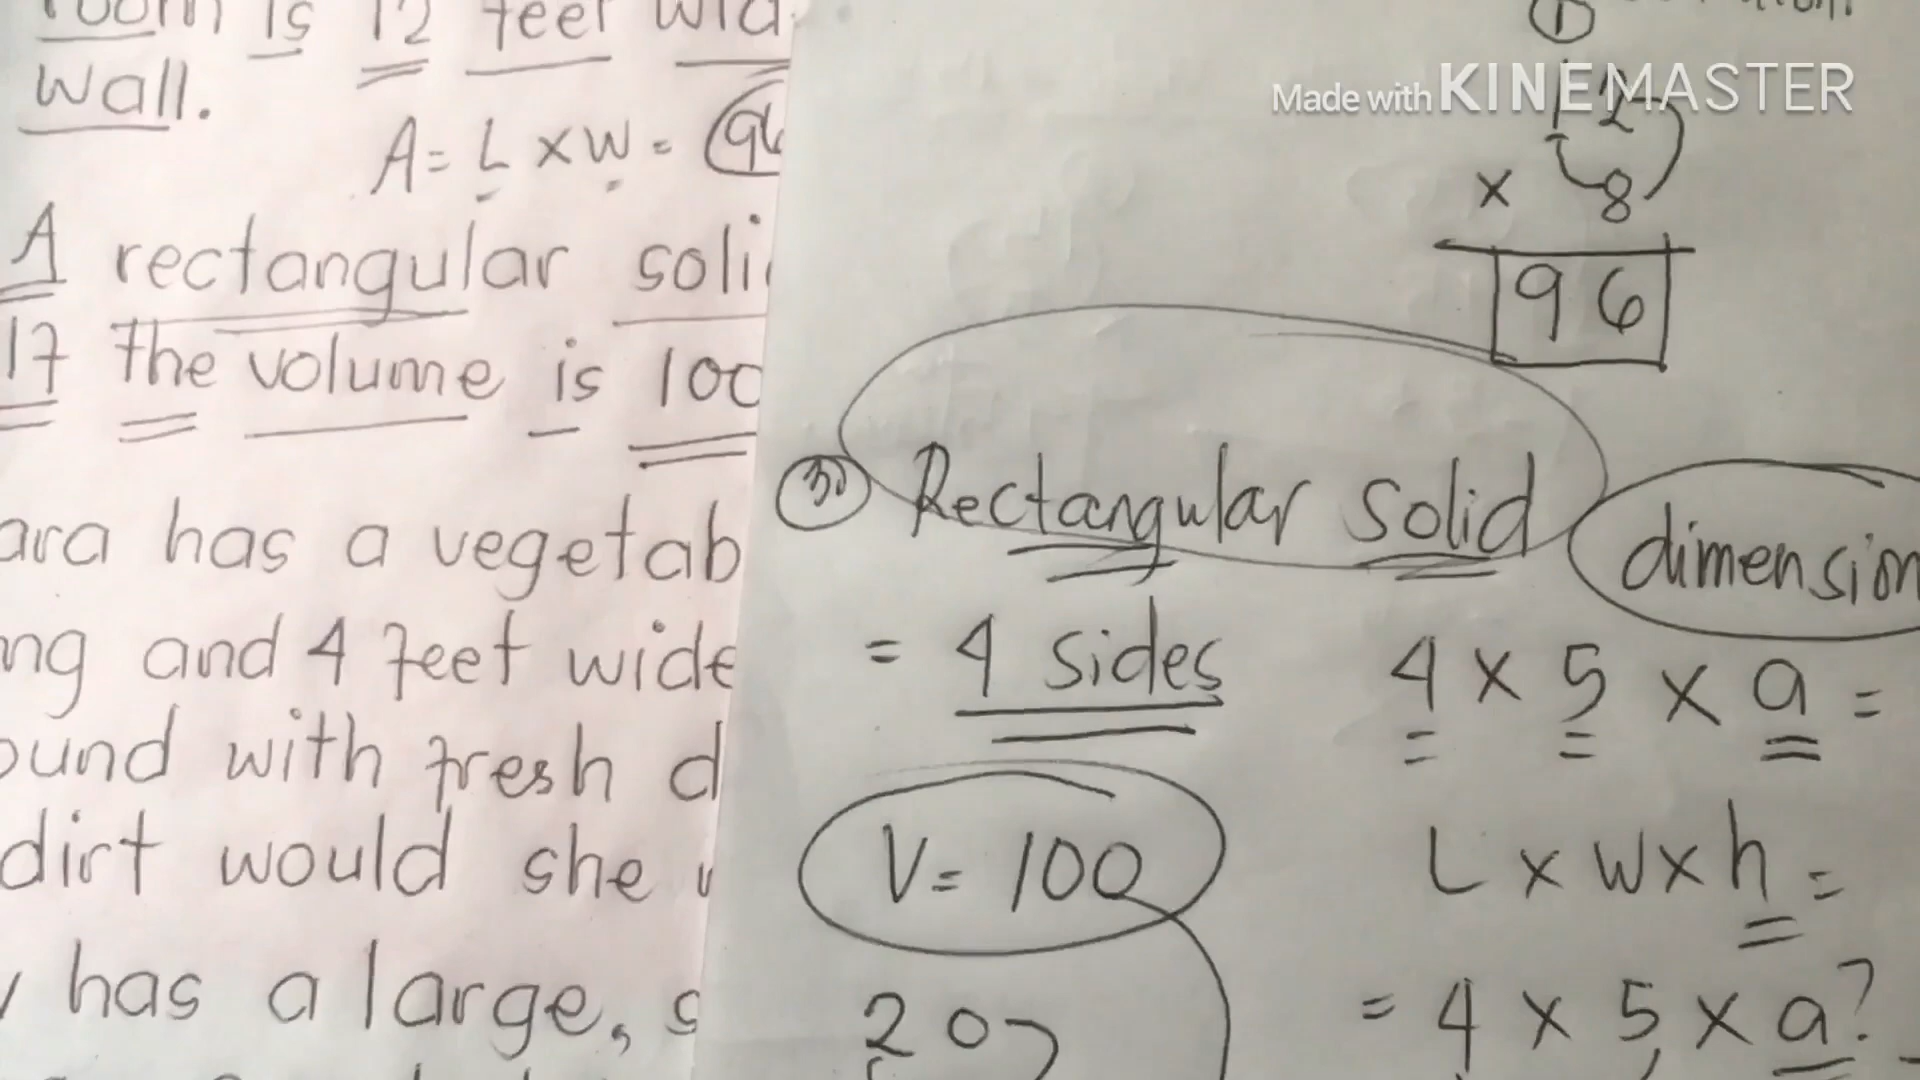 room is 12 feet wid
wall.
A = L x W = 96
A rectangular soli
17 the volume is 100
ara has a vegetab
ng and 4 feet wide
ound with fresh d
dirt would she
has a large, s
1
Made with KINEMASTER
12
x 8
96
3) Rectangular solid
dimension
= 4 sides
4 x 5 x a =
V = 100
L x W x h =
= 4 x 5 x a?
20